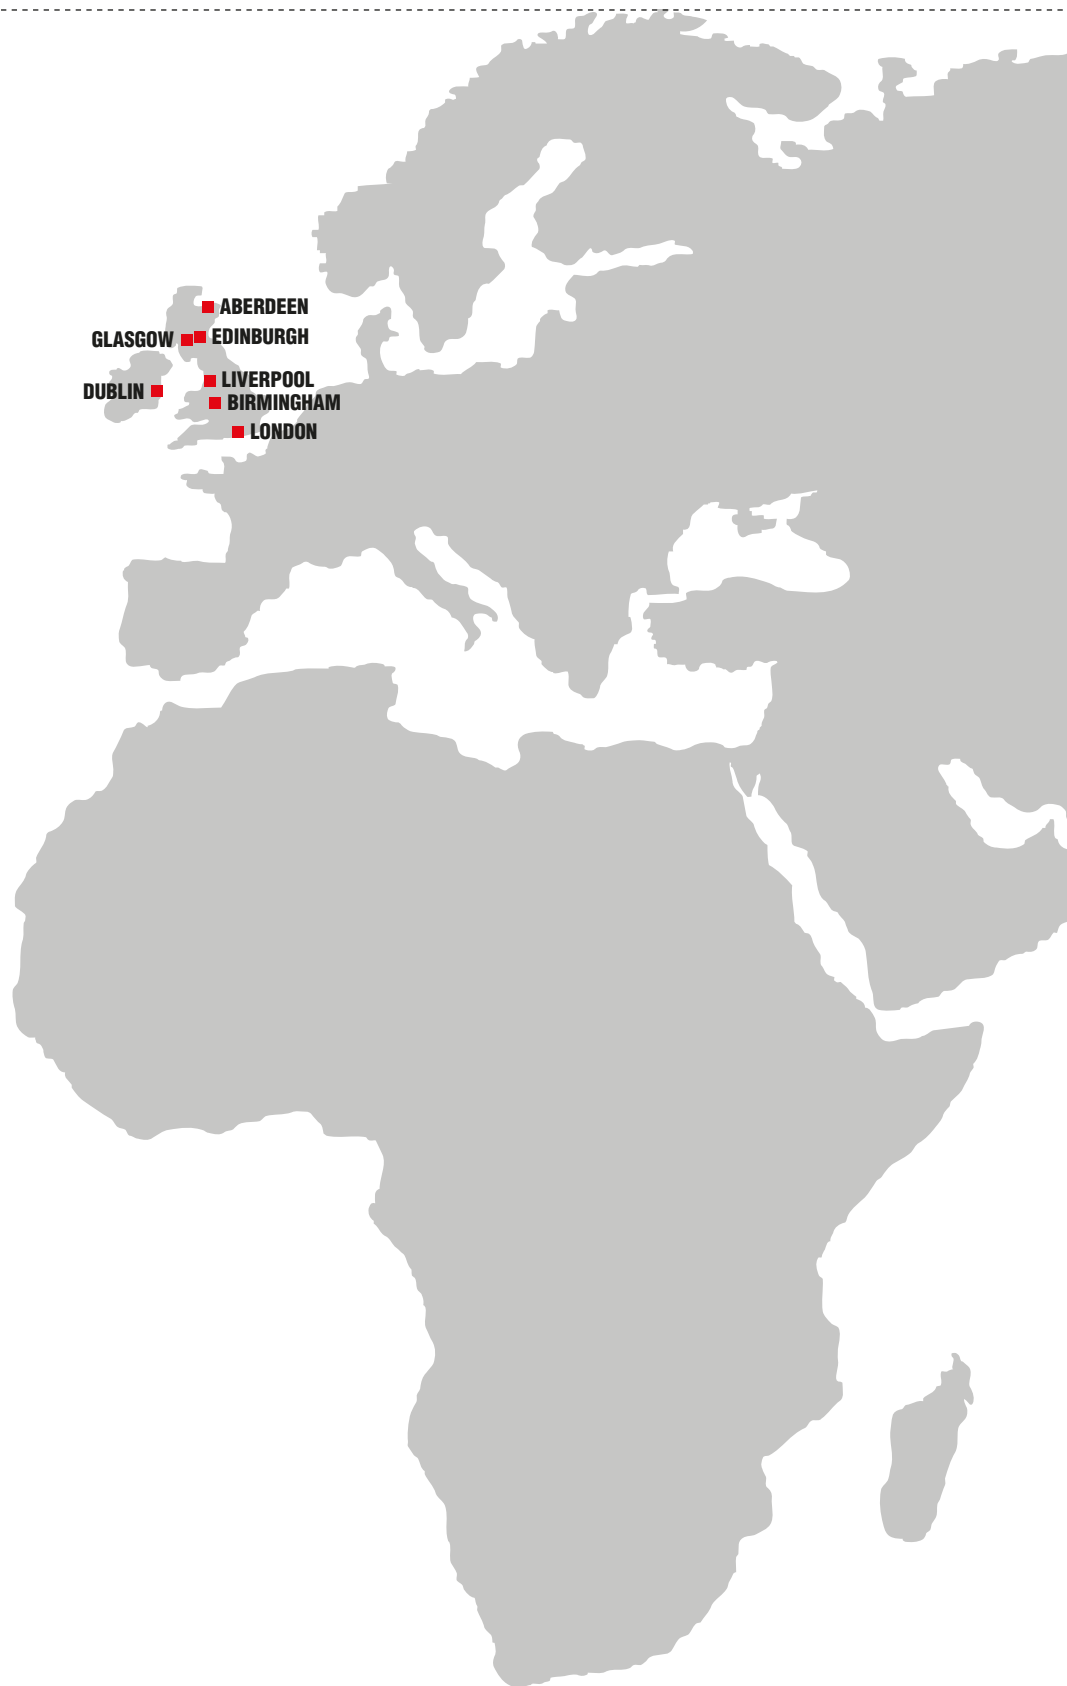 ABERDEEN
GLASGOW
EDINBURGH
LIVERPOOL
DUBLIN
BIRMINGHAM
LONDON